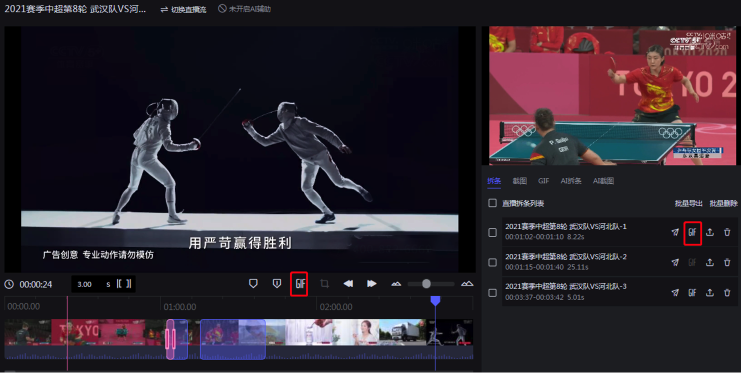 2021赛季中超第8轮 武汉队VS河... 切换直播流 未开启AI辅助
TOKYO 2
P. Solja
GER
广告创意 专业动作请勿模仿
用严苛赢得胜利
拆条 截图 GIF AI拆条 AI截图
直播拆条列表 批量导出 批量删除
2021赛季中超第8轮 武汉队VS河北队-1
00:01:02-00:01:10 8.22s
GIF
2021赛季中超第8轮 武汉队VS河北队-2
00:01:15-00:01:40 25.11s
GIF
2021赛季中超第8轮 武汉队VS河北队-3
00:03:37-00:03:42 5.01s
GIF
00:00:24 3.00 s GIF
00:00.00 01:00.00 02:00.00
TOKYO